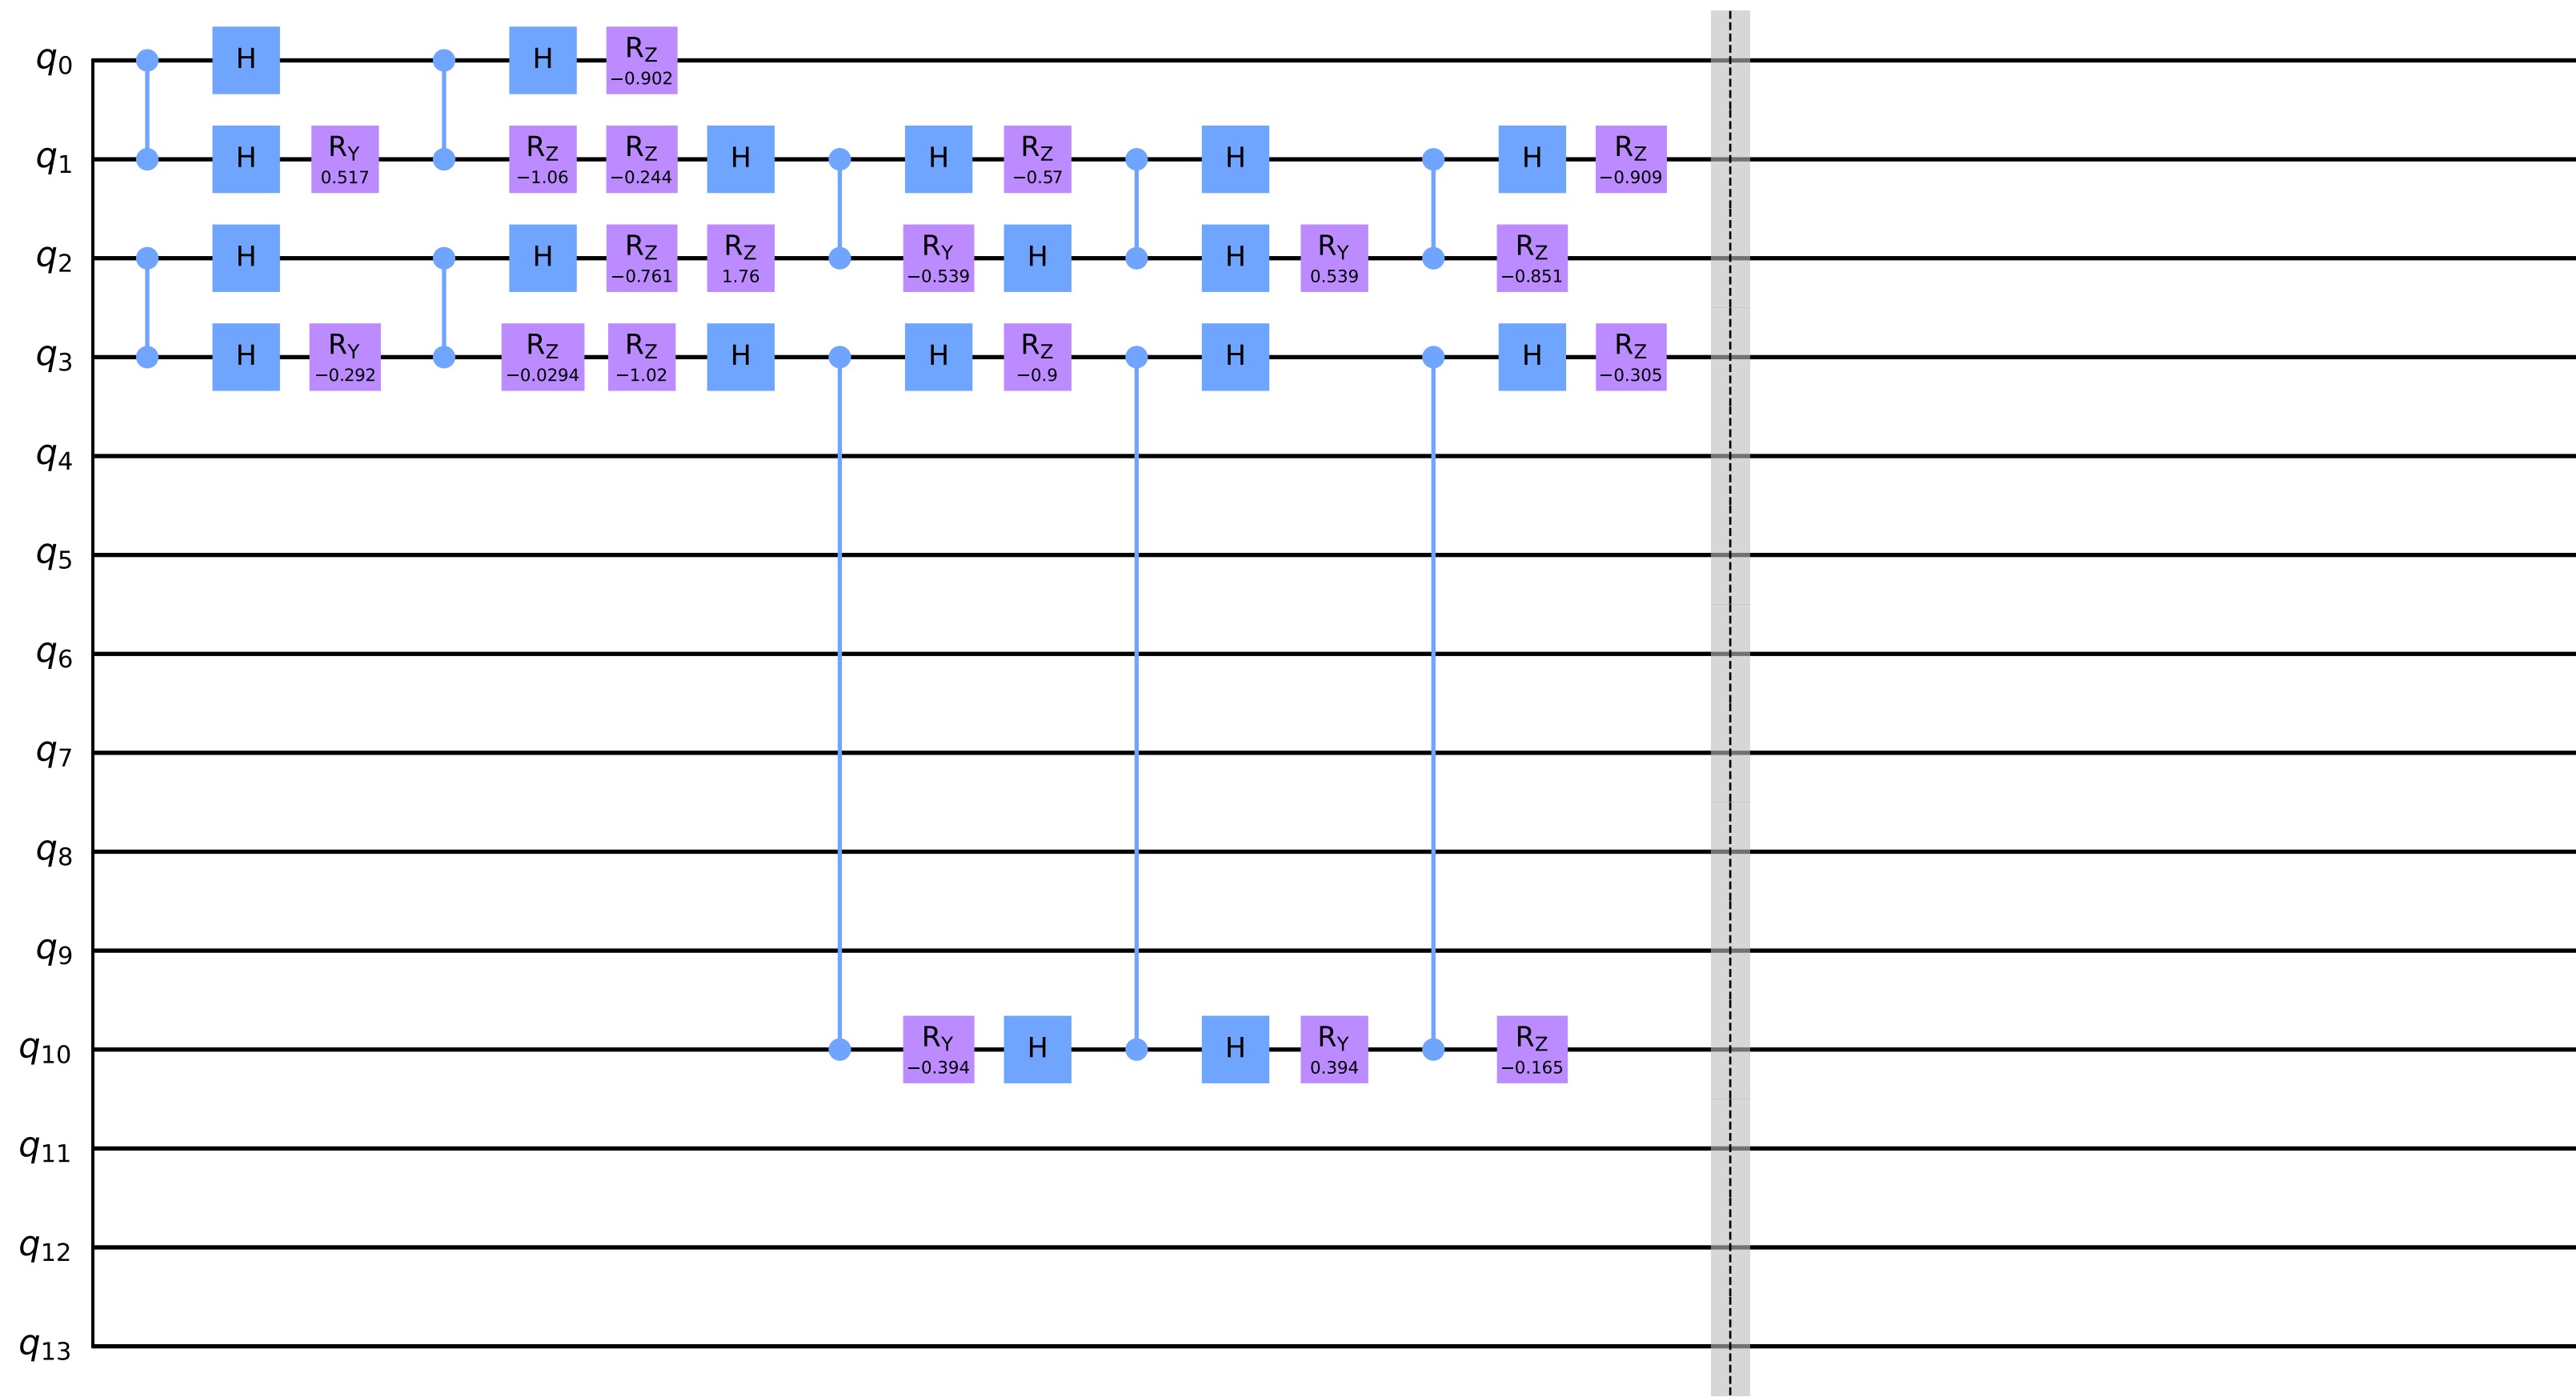 q0 H H RZ −0.902
q1 H RY 0.517 RZ −1.06 RZ −0.244 H H RZ −0.57 H H RZ −0.909
q2 H H RZ −0.761 RZ 1.76 RY −0.539 H H RY 0.539 RZ −0.851
q3 H RY −0.292 RZ −0.0294 RZ −1.02 H H RZ −0.9 H H RZ −0.305
q4
q5
q6
q7
q8
q9
q10 RY −0.394 H H RY 0.394 RZ −0.165
q11
q12
q13